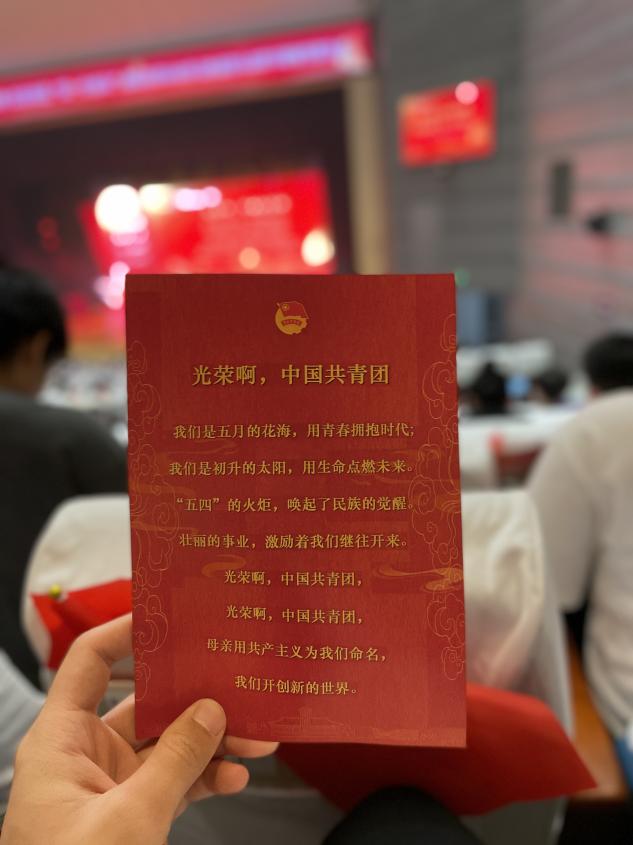 光荣啊，中国共青团
我们是五月的花海，用青春拥抱时代；
我们是初升的太阳，用生命点燃未来。
“五四”的火炬，唤起了民族的觉醒。
壮丽的事业，激励着我们继往开来。
光荣啊，中国共青团，
光荣啊，中国共青团，
母亲用共产主义为我们命名，
我们开创新的世界。